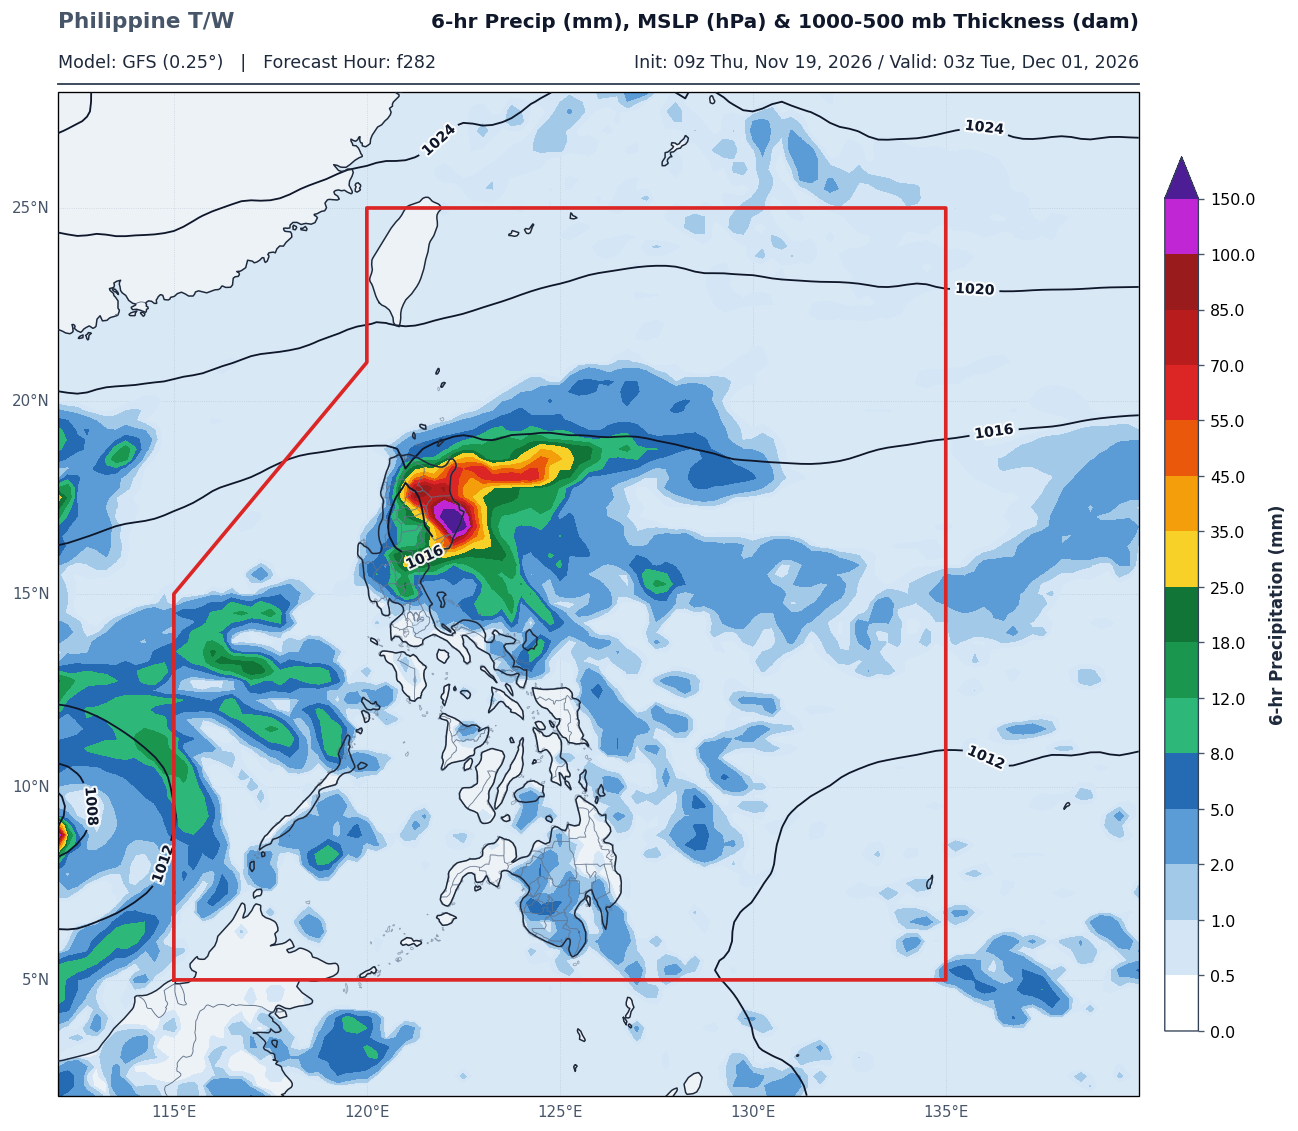 Philippine T/W
6-hr Precip (mm), MSLP (hPa) & 1000-500 mb Thickness (dam)
Model: GFS (0.25°) | Forecast Hour: f282
Init: 09z Thu, Nov 19, 2026 / Valid: 03z Tue, Dec 01, 2026
1024
1024
1020
1016
1016
1012
1008
1012
25°N
20°N
15°N
10°N
5°N
115°E
120°E
125°E
130°E
135°E
150.0
100.0
85.0
70.0
55.0
45.0
35.0
25.0
18.0
12.0
8.0
5.0
2.0
1.0
0.5
0.0
6-hr Precipitation (mm)